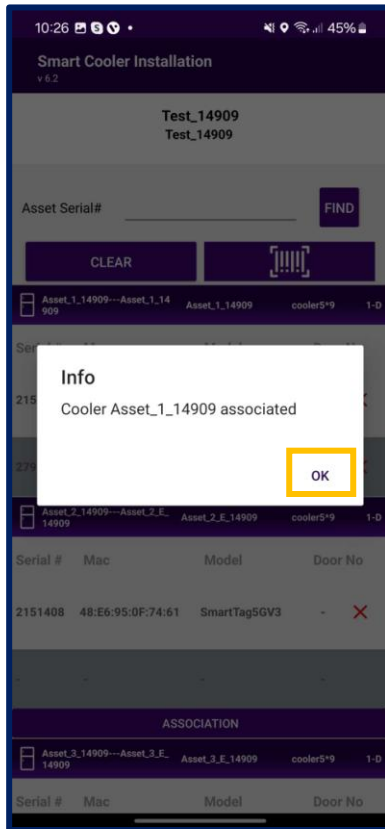 10:26
45%
Smart Cooler Installation
v 6.2
Test_14909
Test_14909
Asset Serial#
FIND
CLEAR
Asset_1_14909---Asset_1_14
909
Asset_1_14909
cooler5*9
1-D
Info
215
Cooler Asset_1_14909 associated
279
OK
Asset_2_14909---Asset_2_E_
14909
Asset_2_E_14909
cooler5*9
1-D
Serial # Mac Model Door No
2151408 48:E6:95:0F:74:61 SmartTag5GV3 -
- - - -
ASSOCIATION
Asset_3_14909---Asset_3_E_
14909
Asset_3_E_14909
cooler5*9
1-D
Serial # Mac Model Door No